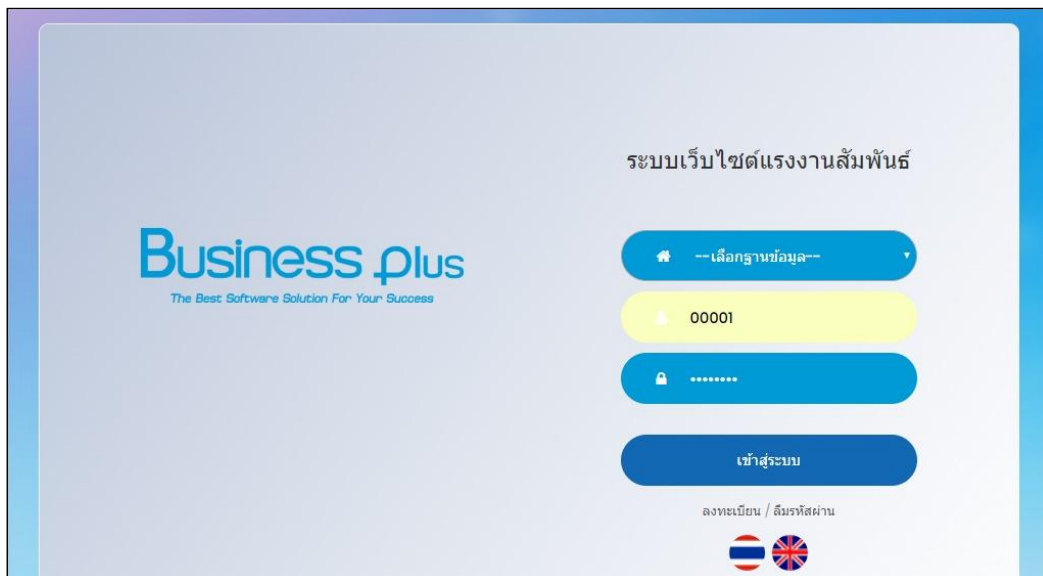 ระบบเว็บไซต์แรงงานสัมพันธ์
Business Plus
The Best Software Solution For Your Success
--เลือกฐานข้อมูล--
00001
••••••••
เข้าสู่ระบบ
ลงทะเบียน / ลืมรหัสผ่าน